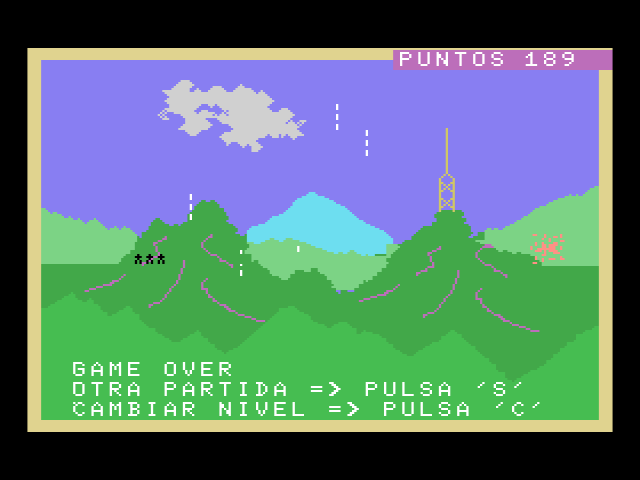 PUNTOS 189
GAME OVER
OTRA PARTIDA => PULSA 'S'
CAMBIAR NIVEL => PULSA 'C'